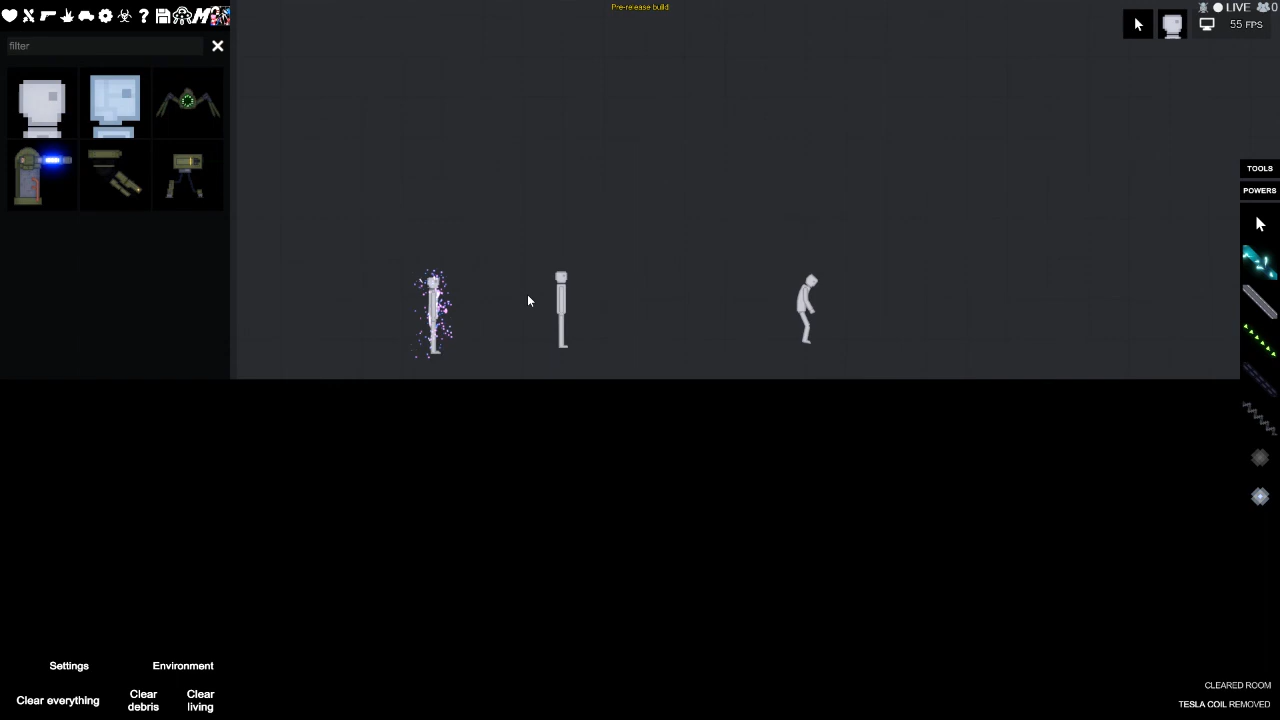 Pre-release build
LIVE 0
55 FPS
filter
TOOLS
POWERS
Settings
Environment
Clear everything
Clear debris
Clear living
CLEARED ROOM
TESLA COIL REMOVED